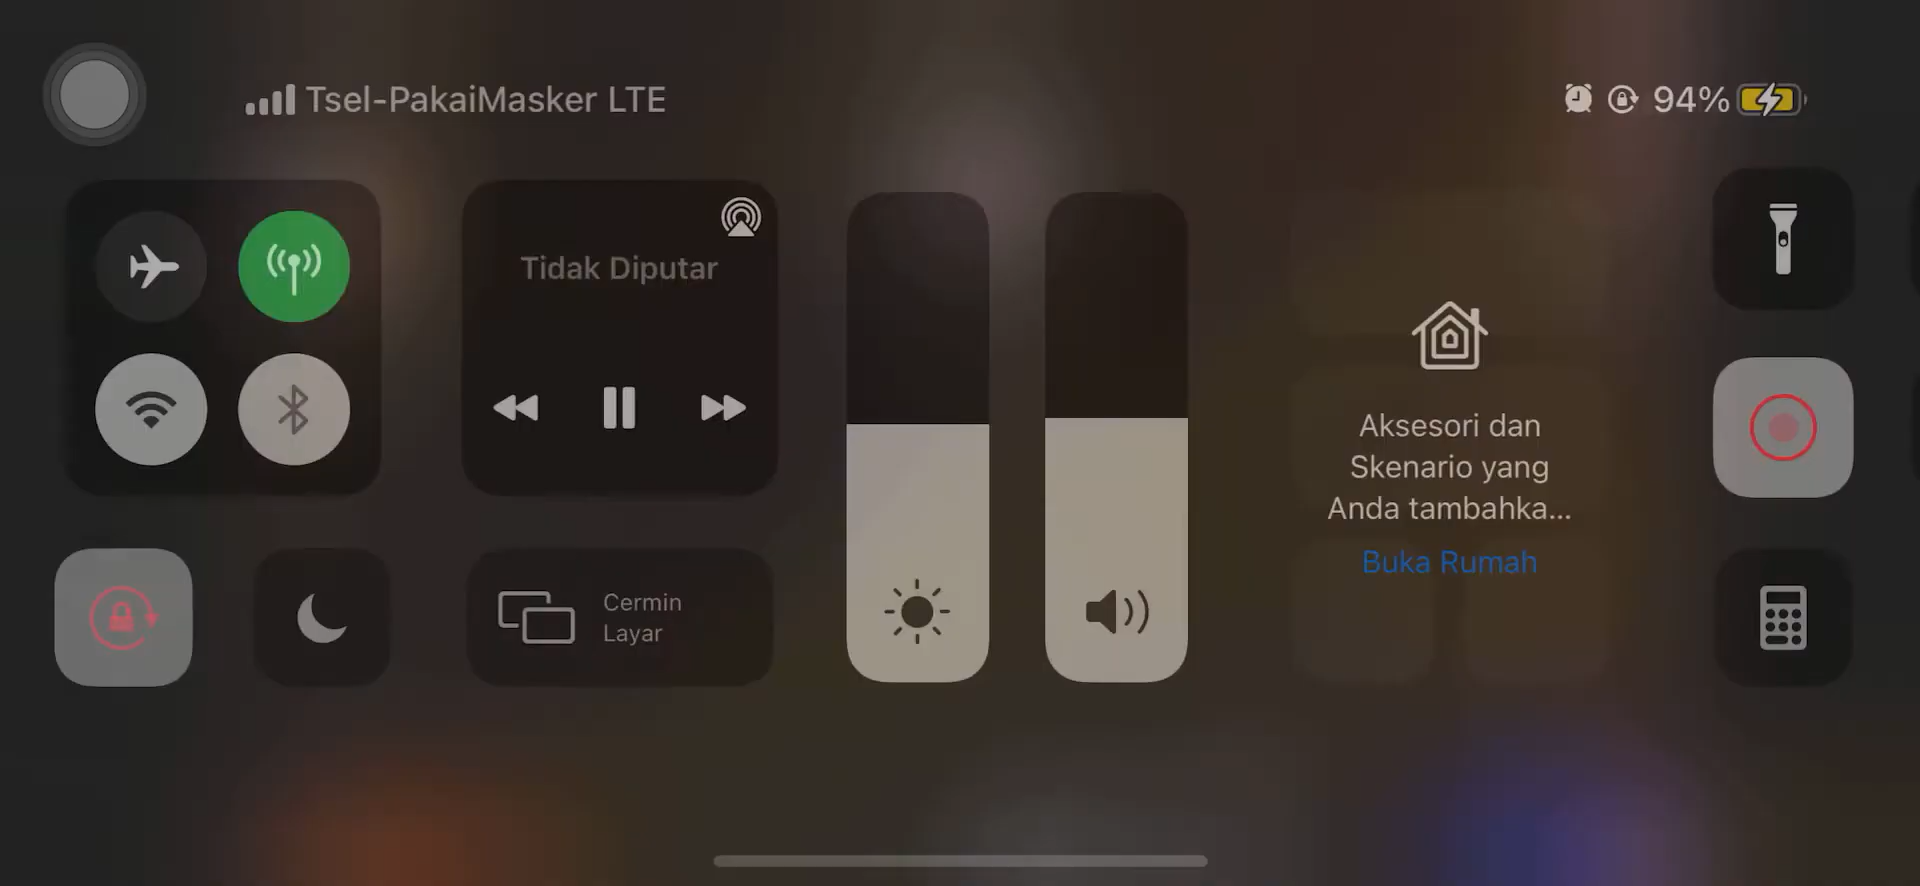 Tsel-PakaiMasker LTE
94%
Tidak Diputar
Cermin
Layar
Aksesori dan
Skenario yang
Anda tambahka...
Buka Rumah